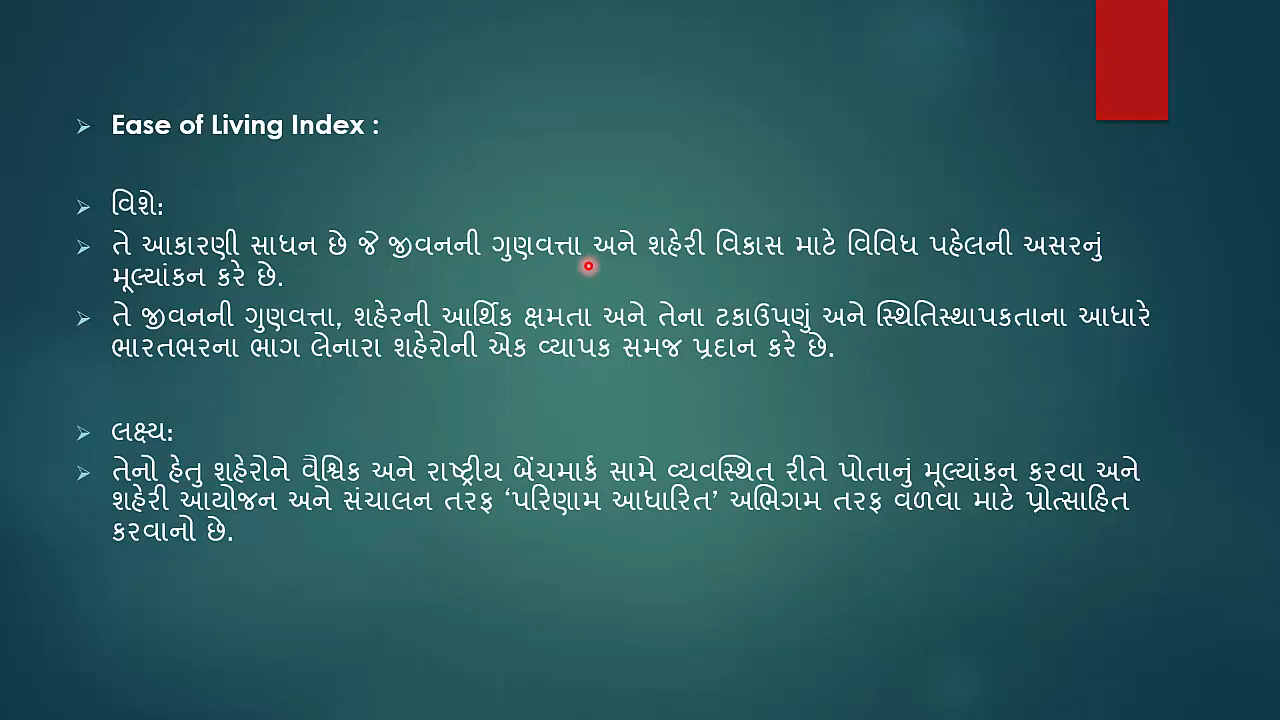 Ease of Living Index :
વિશે:
તે આકારણી સાધન છે જે જીવનની ગુણવત્તા અને શહેરી વિકાસ માટે વિવિધ પહેલની અસરનું
મૂલ્યાંકન કરે છે.
તે જીવનની ગુણવત્તા, શહેરની આર્થિક ક્ષમતા અને તેના ટકાઉપણું અને સ્થિતિસ્થાપકતાના આધારે
ભારતભરના ભાગ લેનારા શહેરોની એક વ્યાપક સમજ પ્રદાન કરે છે.
લક્ષ્ય:
તેનો હેતુ શહેરોને વૈશ્વિક અને રાષ્ટ્રીય બેંચમાર્ક સામે વ્યવસ્થિત રીતે પોતાનું મૂલ્યાંકન કરવા અને
શહેરી આયોજન અને સંચાલન તરફ ‘પરિણામ આધારિત’ અભિગમ તરફ વળવા માટે પ્રોત્સાહિત
કરવાનો છે.